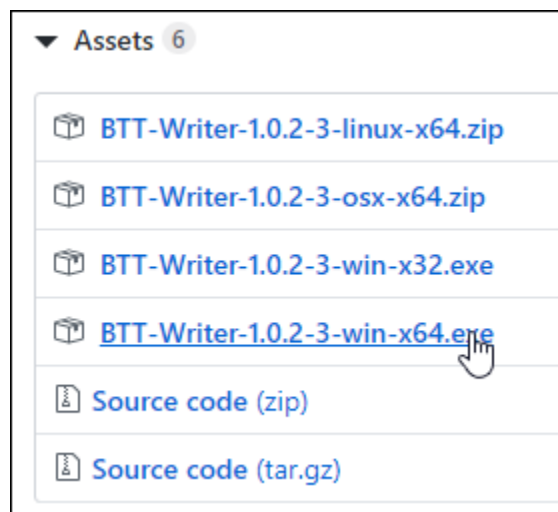 Assets 6
BTT-Writer-1.0.2-3-linux-x64.zip
BTT-Writer-1.0.2-3-osx-x64.zip
BTT-Writer-1.0.2-3-win-x32.exe
BTT-Writer-1.0.2-3-win-x64.exe
Source code (zip)
Source code (tar.gz)